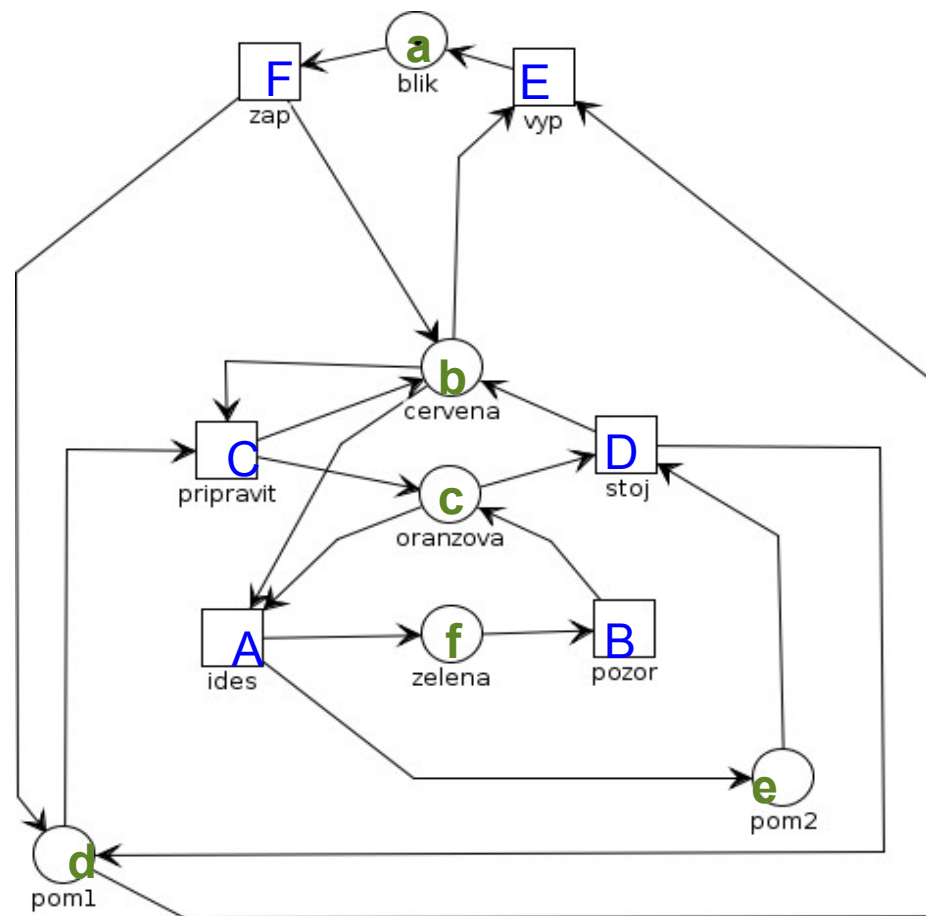 a
blik
F
zap
E
vyp
b
cervena
C
pripravit
D
stoj
c
oranzova
A
ides
f
zelena
B
pozor
e
pom2
d
pom1